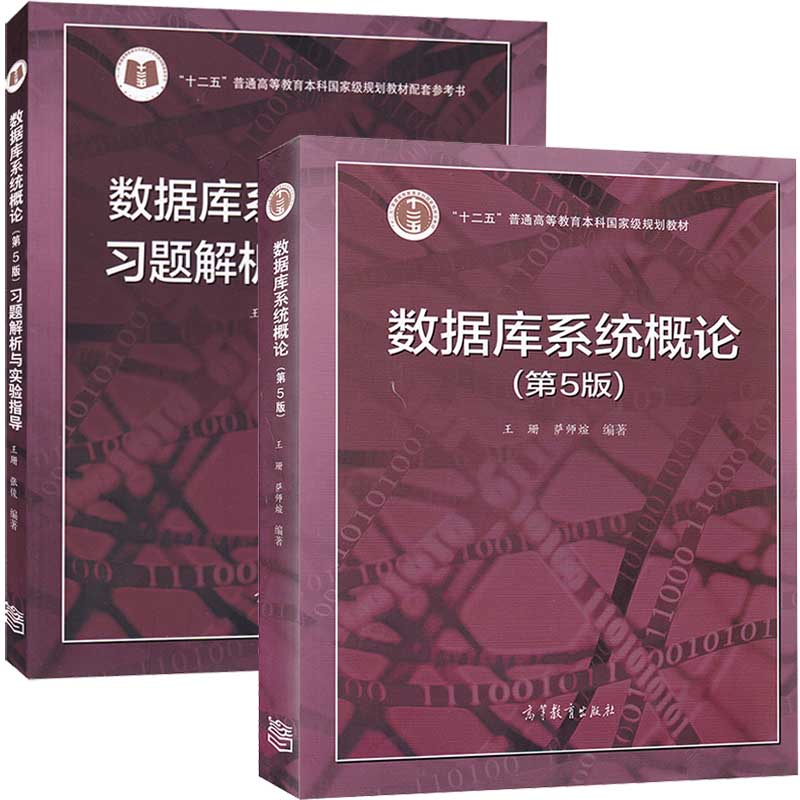 “十二五”普通高等教育本科国家级规划教材配套参考书
数据库系
习题解析
王
数据库系统概论(第5版)习题解析与实验指导
王珊 张俊 编著
“十二五”普通高等教育本科国家级规划教材
数据库系统概论
(第5版)
王 珊 萨师煊 编著
高等教育出版社
数据库系统概论(第5版)
王 珊 萨师煊 编著